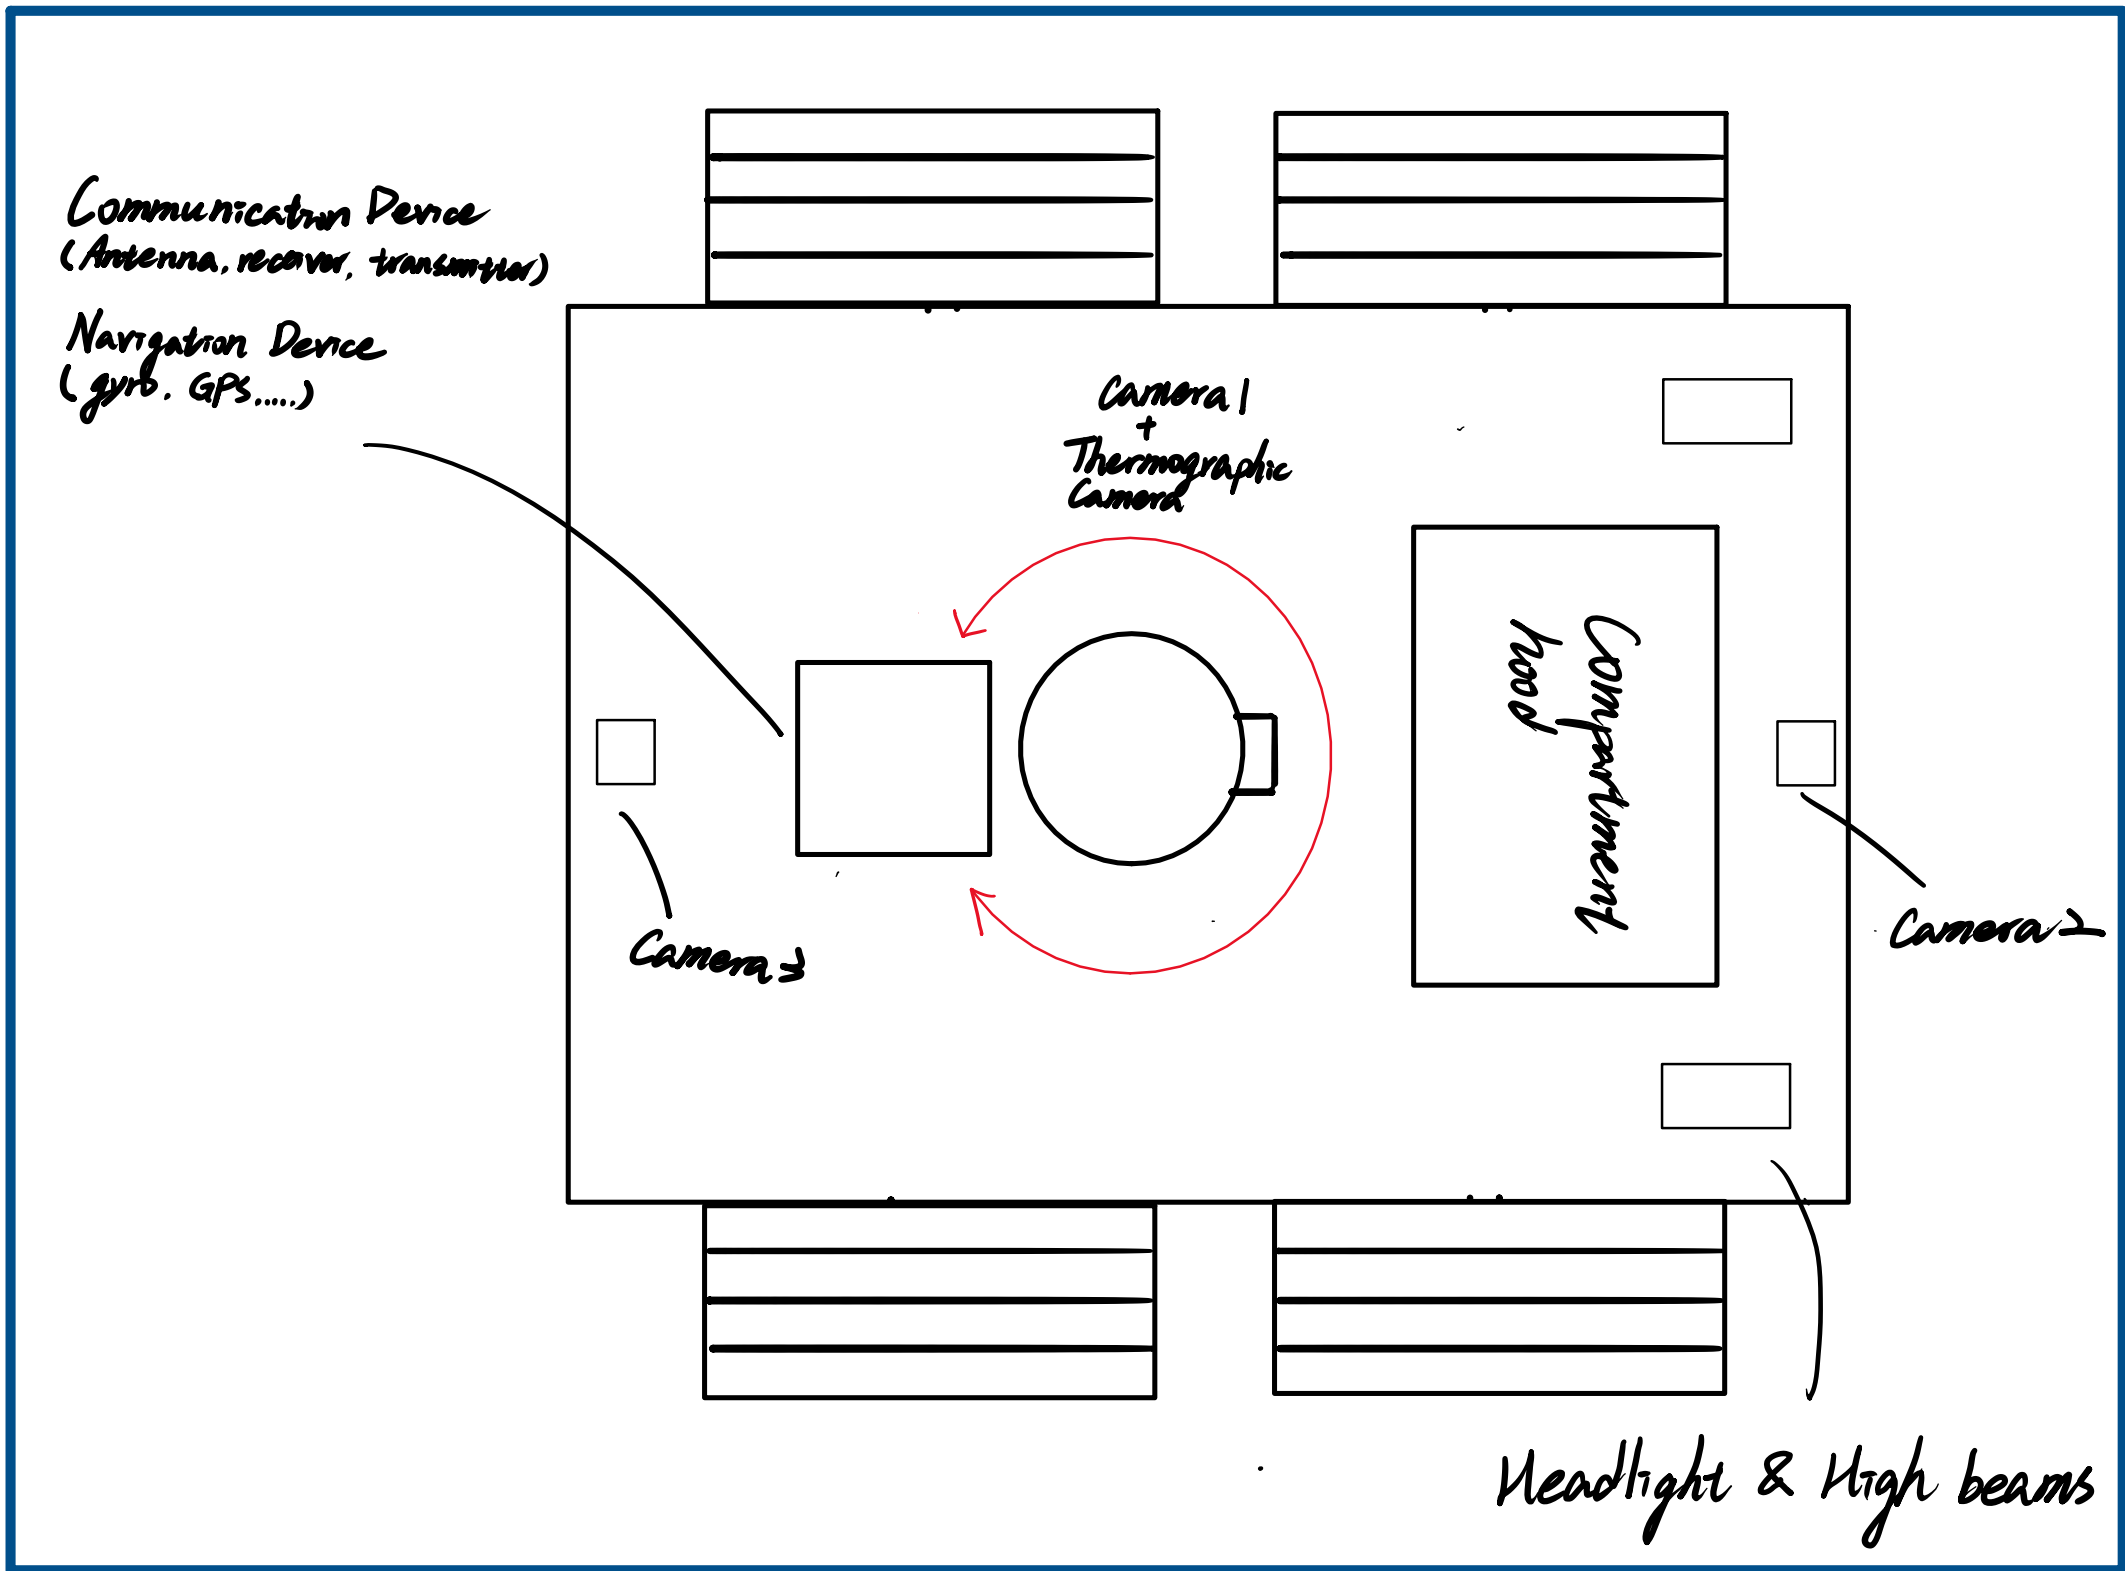 Communication Device
(Antenna, receiver, transmitter)
Navigation Device
(gyro. GPS.....)
Camera 1
+
Thermographic
Camera
Compartment
hood
Camera 3
Camera 2
Headlight & High beams